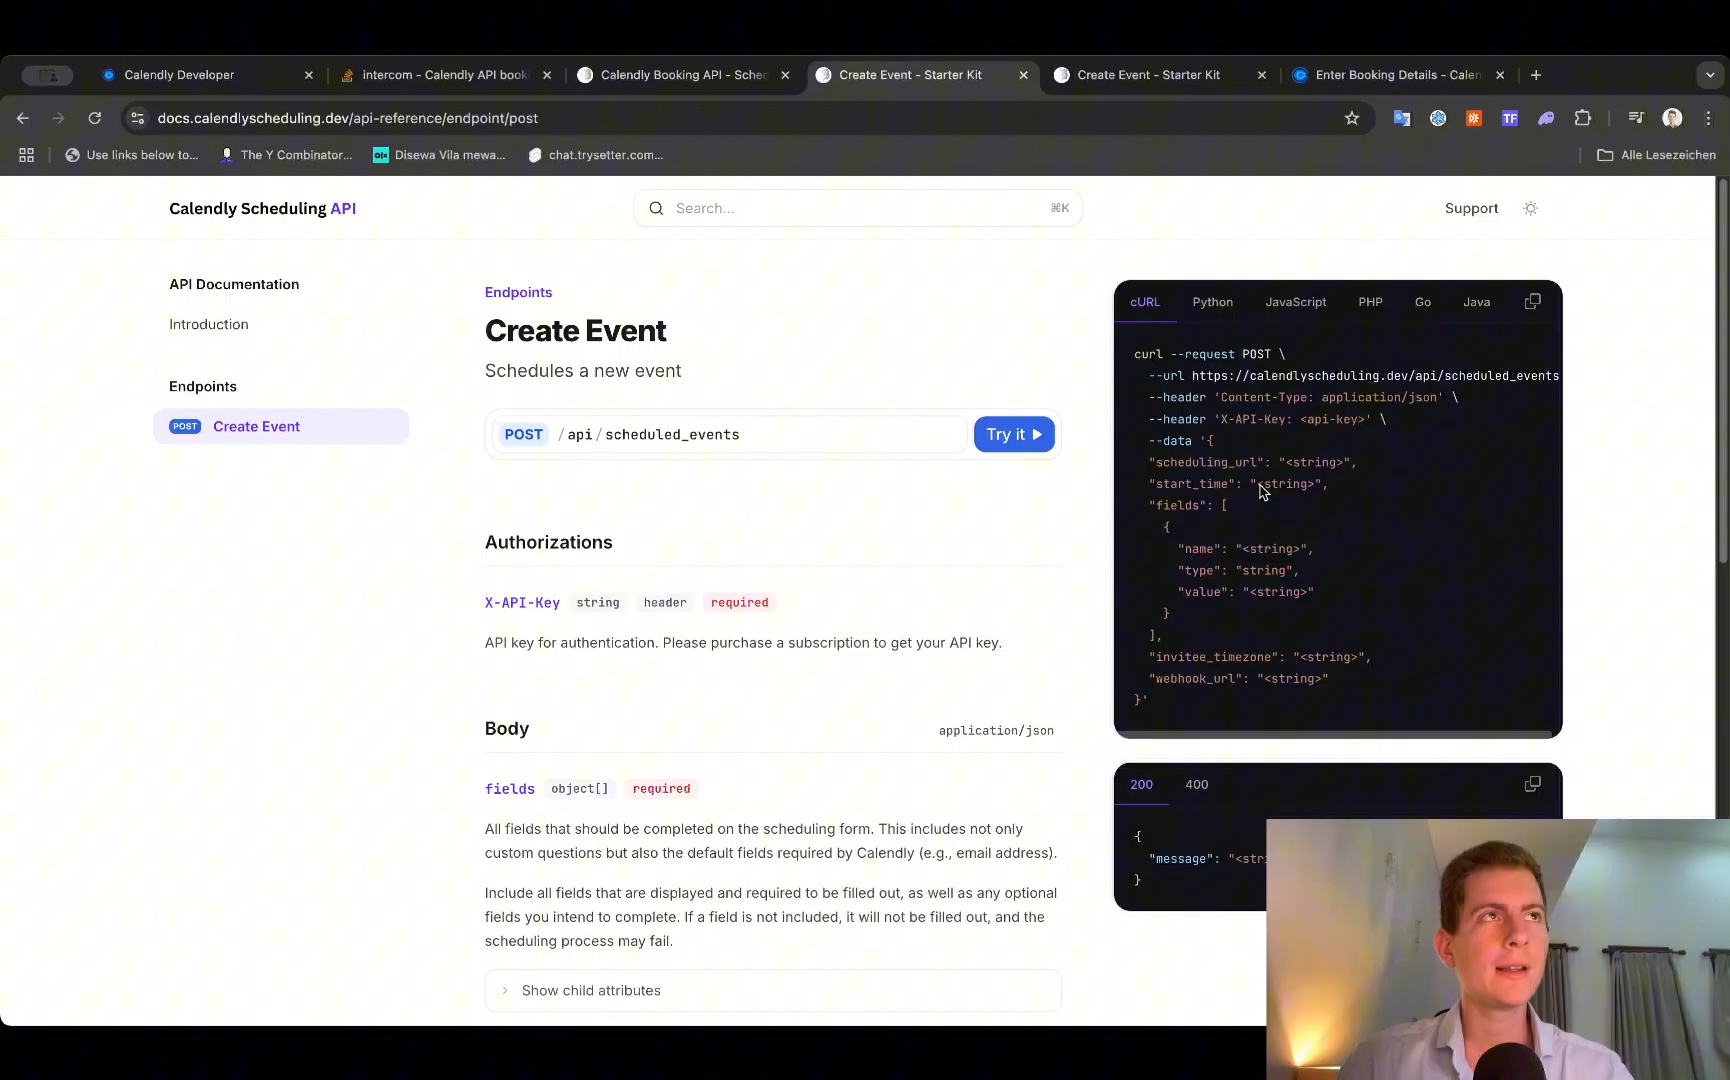 Calendly Developer
intercom - Calendly API book
Calendly Booking API - Sched
Create Event - Starter Kit
Create Event - Starter Kit
Enter Booking Details - Calen
docs.calendlyscheduling.dev/api-reference/endpoint/post
TF
Use links below to...
The Y Combinator...
Disewa Vila mewa...
chat.trysetter.com...
Alle Lesezeichen
Calendly Scheduling API
Search...
⌘K
Support
API Documentation
Introduction
Endpoints
POST Create Event
Endpoints
Create Event
Schedules a new event
POST /api/scheduled_events
Try it
Authorizations
X-API-Key string header required
API key for authentication. Please purchase a subscription to get your API key.
Body
application/json
fields object[] required
All fields that should be completed on the scheduling form. This includes not only
custom questions but also the default fields required by Calendly (e.g., email address).
Include all fields that are displayed and required to be filled out, as well as any optional
fields you intend to complete. If a field is not included, it will not be filled out, and the
scheduling process may fail.
Show child attributes
cURL Python JavaScript PHP Go Java
curl --request POST \
--url https://calendlyscheduling.dev/api/scheduled_events
--header 'Content-Type: application/json' \
--header 'X-API-Key: <api-key>' \
--data '{
"scheduling_url": "<string>",
"start_time": "<string>",
"fields": [
{
"name": "<string>",
"type": "string",
"value": "<string>"
}
],
"invitee_timezone": "<string>",
"webhook_url": "<string>"
}'
200 400
{
"message": "<stri
}